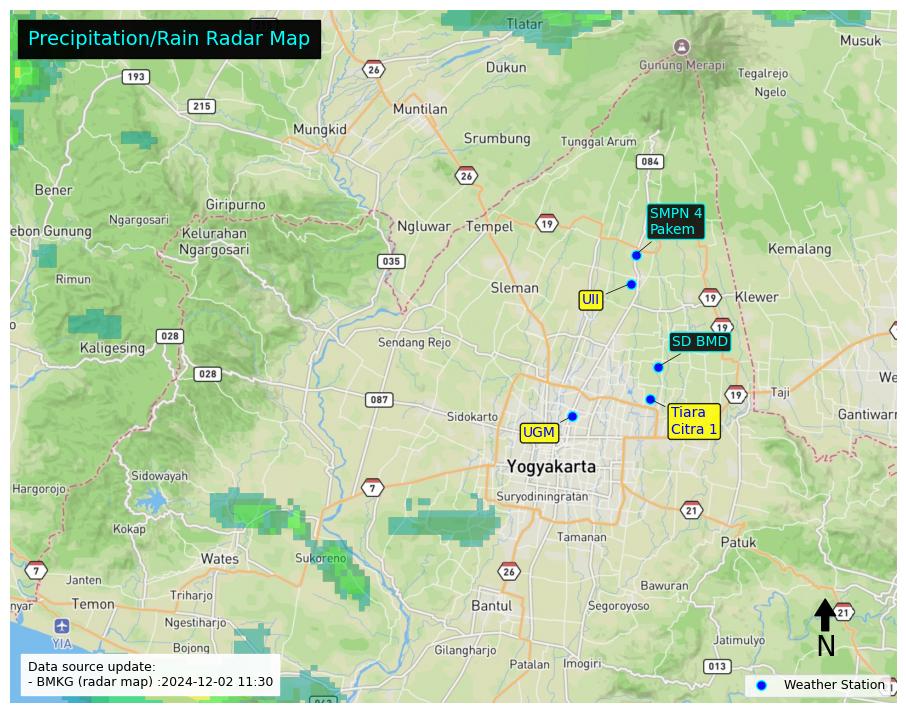 Precipitation/Rain Radar Map
Tlatar
Musuk
26
Dukun
Gunung Merapi
Tegalrejo
193
Ngelo
215
Muntilan
Mungkid
Srumbung
Tunggal Arum
084
26
Bener
Giripurno
SMPN 4
Pakem
Ngargosari
Ngluwar
Tempel
19
ebon Gunung
Kelurahan
Ngargosari
Kemalang
035
Rimun
Sleman
UII
19
Klewer
19
028
Kaligesing
Sendang Rejo
SD BMD
028
We
087
19
Taji
Sidokarto
Tiara
Citra 1
Gantiwarn
UGM
Yogyakarta
Sidowayah
Hargorojo
7
Suryodiningratan
21
Kokap
Tamanan
Patuk
Wates
Sukoreno
7
26
Janten
Bawuran
nyar
Temon
Triharjo
Bantul
Segoroyoso
21
Ngestiharjo
YIA
Jatimulyo
N
Bojong
Gilangharjo
Patalan
Imogiri
013
Data source update:
- BMKG (radar map) :2024-12-02 11:30
Weather Station